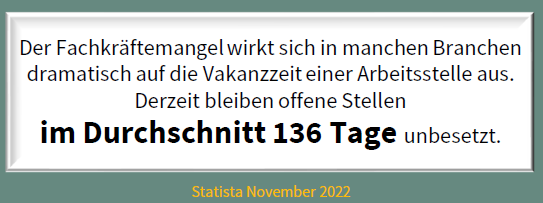 Der Fachkräftemangel wirkt sich in manchen Branchen
dramatisch auf die Vakanzzeit einer Arbeitsstelle aus.
Derzeit bleiben offene Stellen
im Durchschnitt 136 Tage unbesetzt.
Statista November 2022